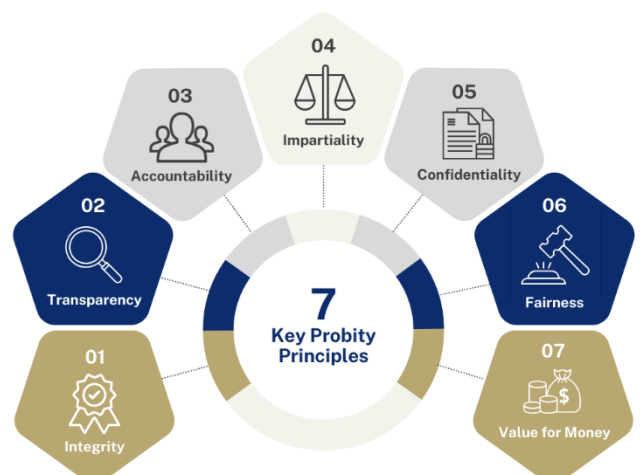 04
Impartiality
03
Accountability
05
Confidentiality
02
Transparency
06
Fairness
7
Key Probity
Principles
01
Integrity
07
$
Value for Money